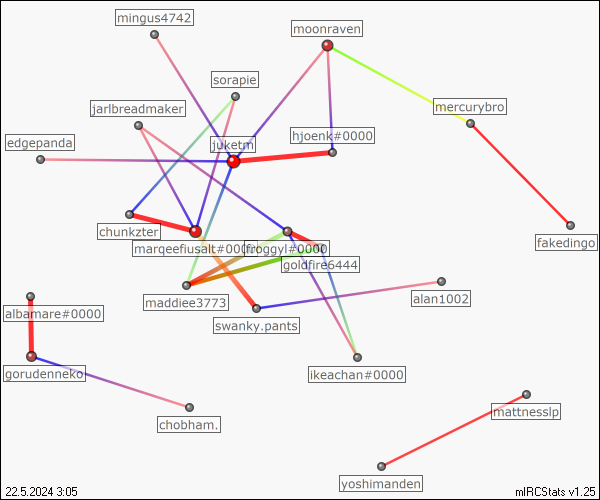 mingus4742
moonraven
sorapie
jarlbreadmaker
mercurybro
hjoenk#0000
edgepanda
juketm
chunkzter
marqeefiusalt#000
froggyl#0000
fakedingo
goldfire6444
maddiee3773
alan1002
albamare#0000
swanky.pants
gorudenneko
ikeachan#0000
chobham.
mattnesslp
yoshimanden
22.5.2024 3:05
mIRCStats v1.25